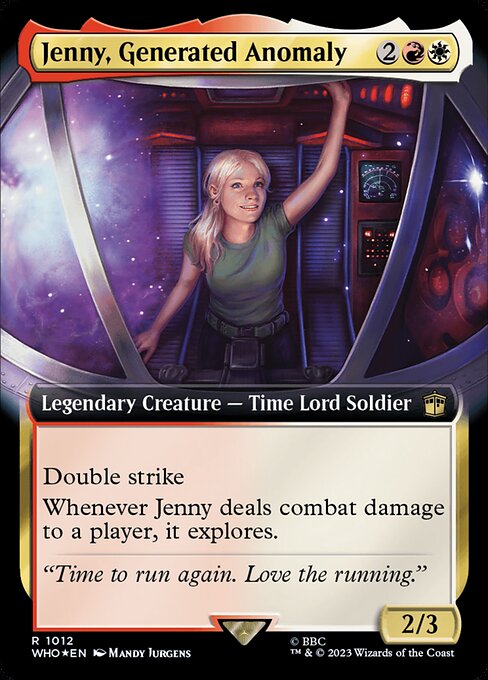 Jenny, Generated Anomaly 2
Legendary Creature — Time Lord Soldier
Double strike
Whenever Jenny deals combat damage
to a player, it explores.
“Time to run again. Love the running.”
2/3
R 1012
WHO★EN Mandy Jurgens
© BBC
™ & © 2023 Wizards of the Coast